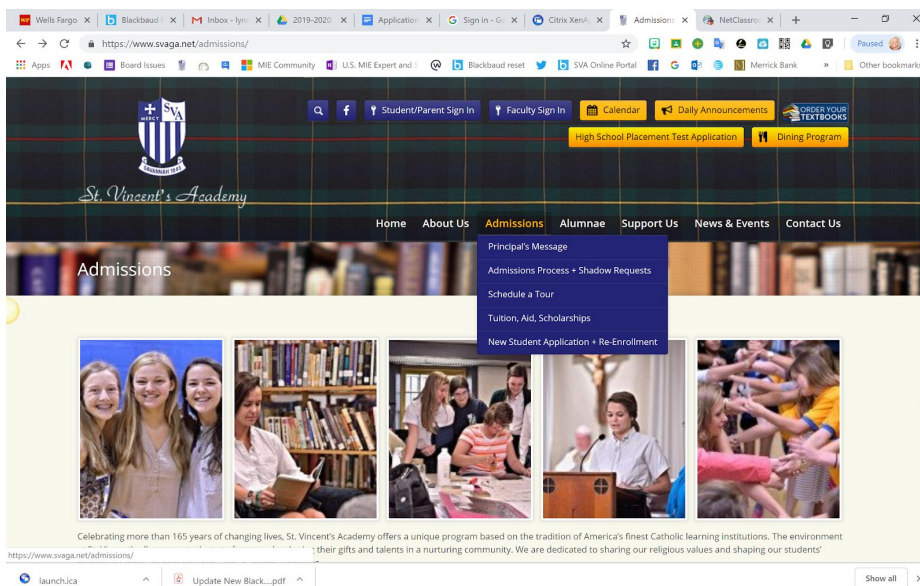 Wells Fargo
Blackbaud
Inbox - lynn
2019-2020
Application
Sign in - Go
Citrix XenA
Admissions
NetClassroo
https://www.svaga.net/admissions/
Paused
Apps
Board Issues
MIE Community
U.S. MIE Expert and S
Blackbaud reset
SVA Online Portal
Merrick Bank
»
Other bookmarks
Student/Parent Sign In
Faculty Sign In
Calendar
Daily Announcements
ORDER YOUR
TEXTBOOKS
High School Placement Test Application
Dining Program
MERCY
SVA
SAVANNAH 1845
St. Vincent's Academy
Home About Us Admissions Alumnae Support Us News & Events Contact Us
Principal's Message
Admissions Process + Shadow Requests
Schedule a Tour
Tuition, Aid, Scholarships
New Student Application + Re-Enrollment
Admissions
Celebrating more than 165 years of changing lives, St. Vincent's Academy offers a unique program based on the tradition of America's finest Catholic learning institutions. The environment
their gifts and talents in a nurturing community. We are dedicated to sharing our religious values and shaping our students'
https://www.svaga.net/admissions/
launch.ica
Update New Black....pdf
Show all